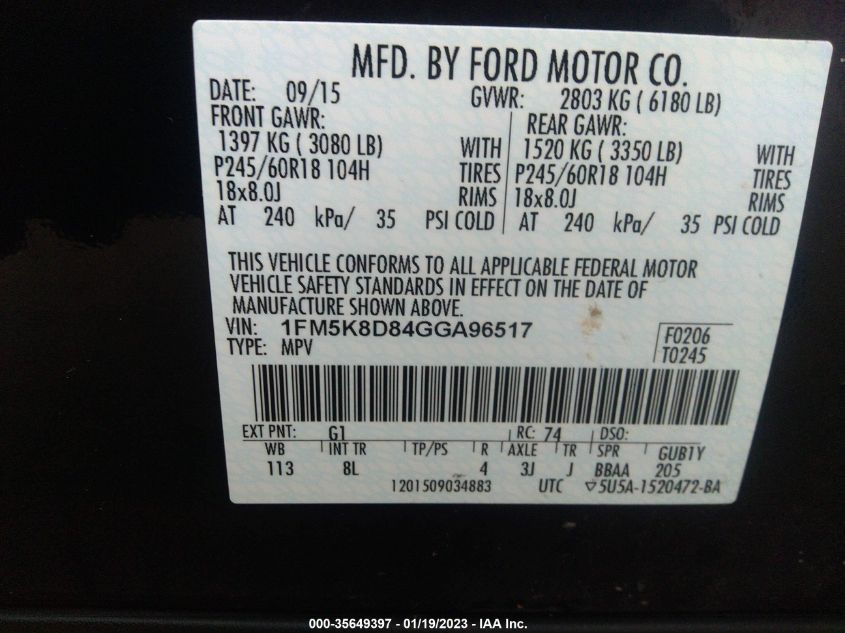 MFD. BY FORD MOTOR CO.
DATE: 09/15 GVWR: 2803 KG ( 6180 LB)
FRONT GAWR: REAR GAWR:
1397 KG ( 3080 LB) WITH 1520 KG ( 3350 LB) WITH
P245/60R18 104H TIRES P245/60R18 104H TIRES
18x8.0J RIMS 18x8.0J RIMS
AT 240 kPa/ 35 PSI COLD AT 240 kPa/ 35 PSI COLD
THIS VEHICLE CONFORMS TO ALL APPLICABLE FEDERAL MOTOR
VEHICLE SAFETY STANDARDS IN EFFECT ON THE DATE OF
MANUFACTURE SHOWN ABOVE.
VIN: 1FM5K8D84GGA96517 F0206
TYPE: MPV T0245
EXT PNT: G1 RC: 74 DSO:
WB INT TR TP/PS R AXLE TR SPR GUB1Y
113 8L 4 3J J BBAA 205
1201509034883 UTC ▽5U5A-1520472-BA
000-35649397 - 01/19/2023 - IAA Inc.